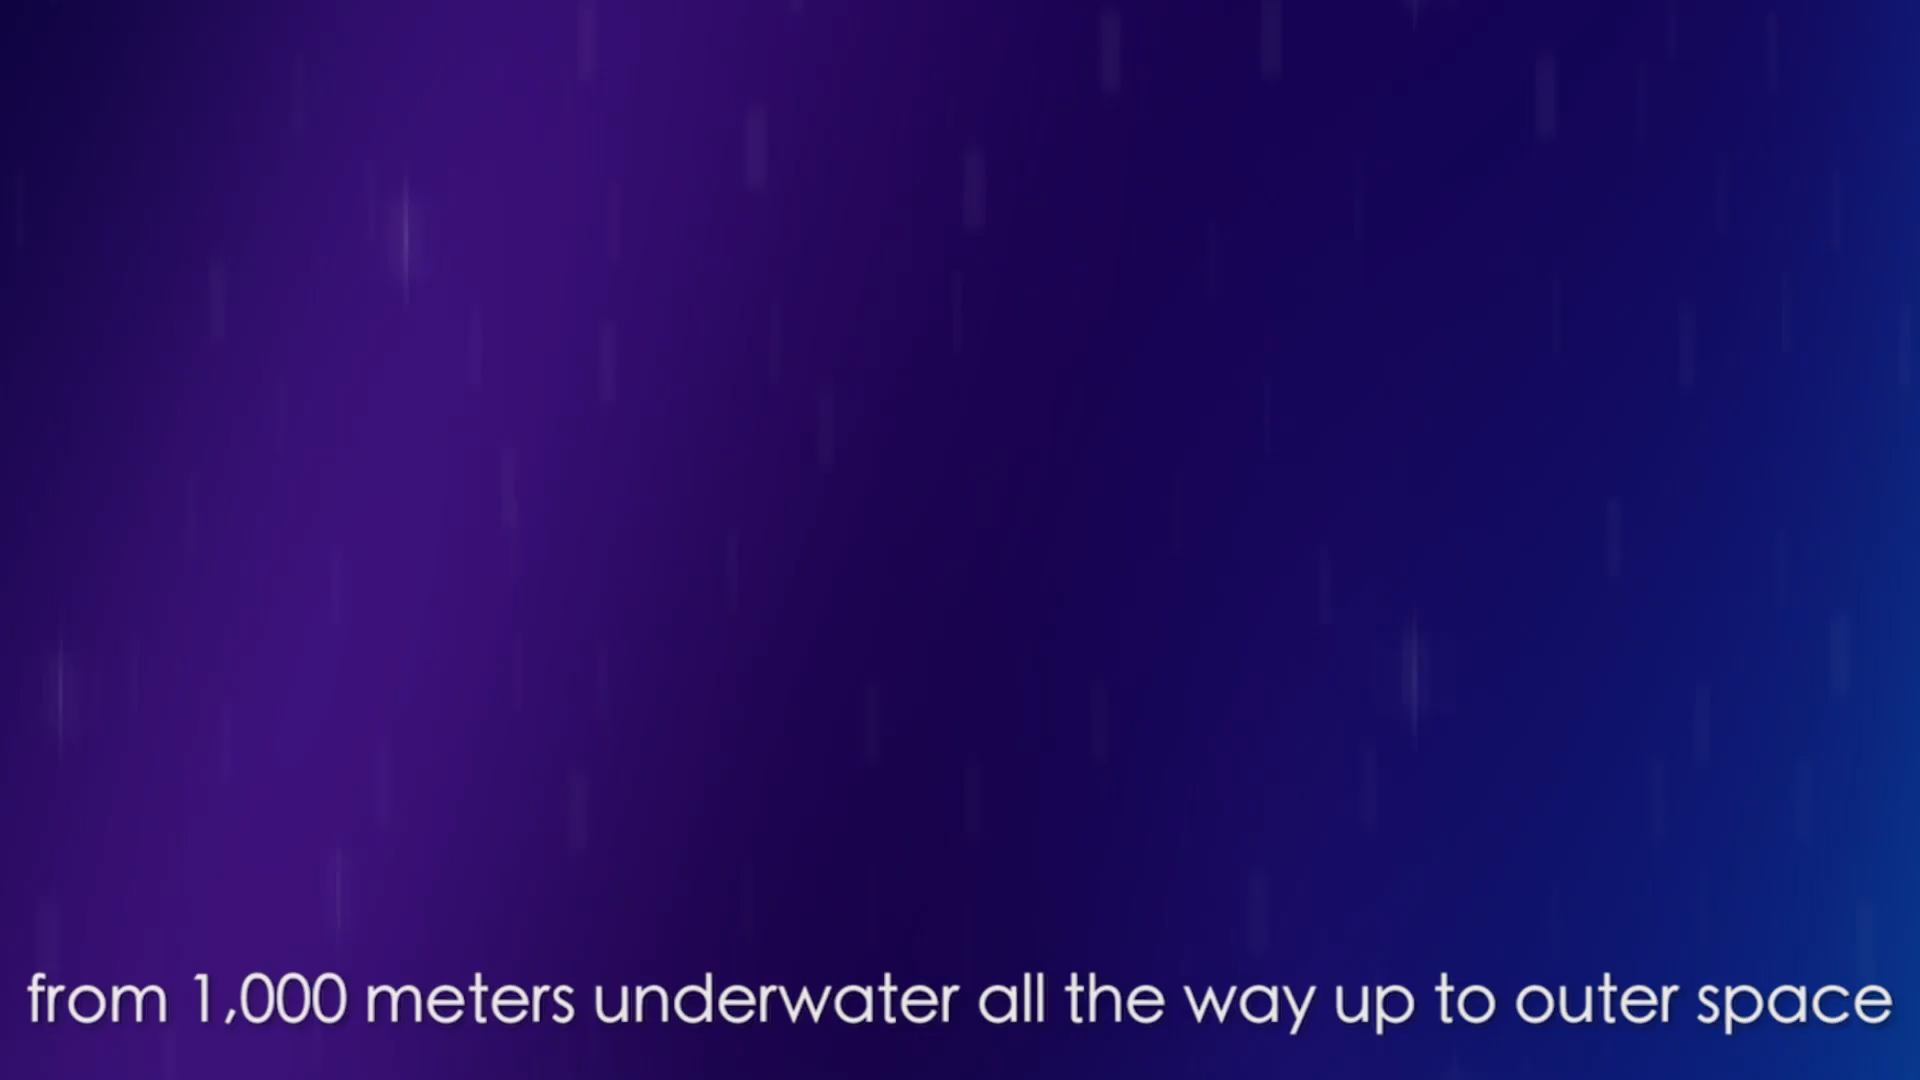 from 1,000 meters underwater all the way up to outer space